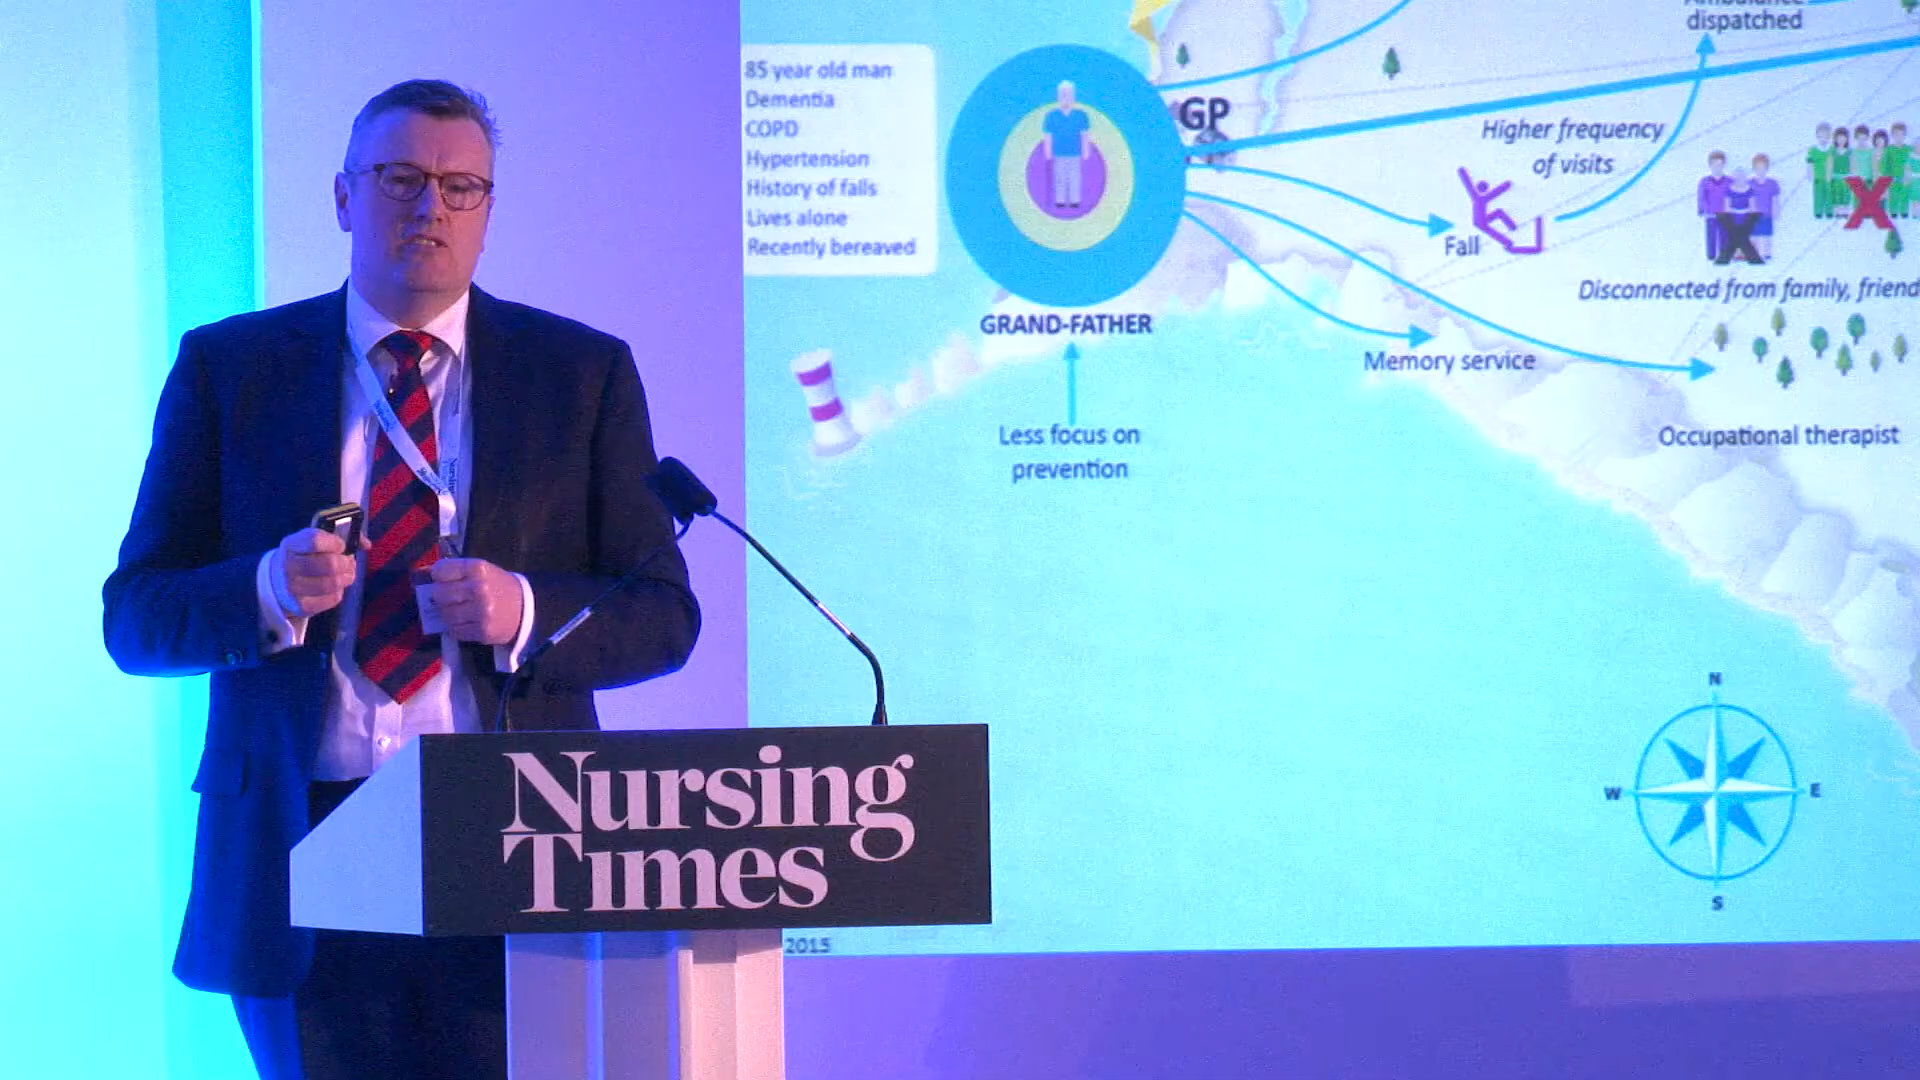 85 year old man
Dementia
COPD
Hypertension
History of falls
Lives alone
Recently bereaved
GRAND-FATHER
Less focus on
prevention
GP
dispatched
Higher frequency
of visits
Fall
Disconnected from family, friend
Memory service
Occupational therapist
N
W
E
S
Nursing
Times
2015